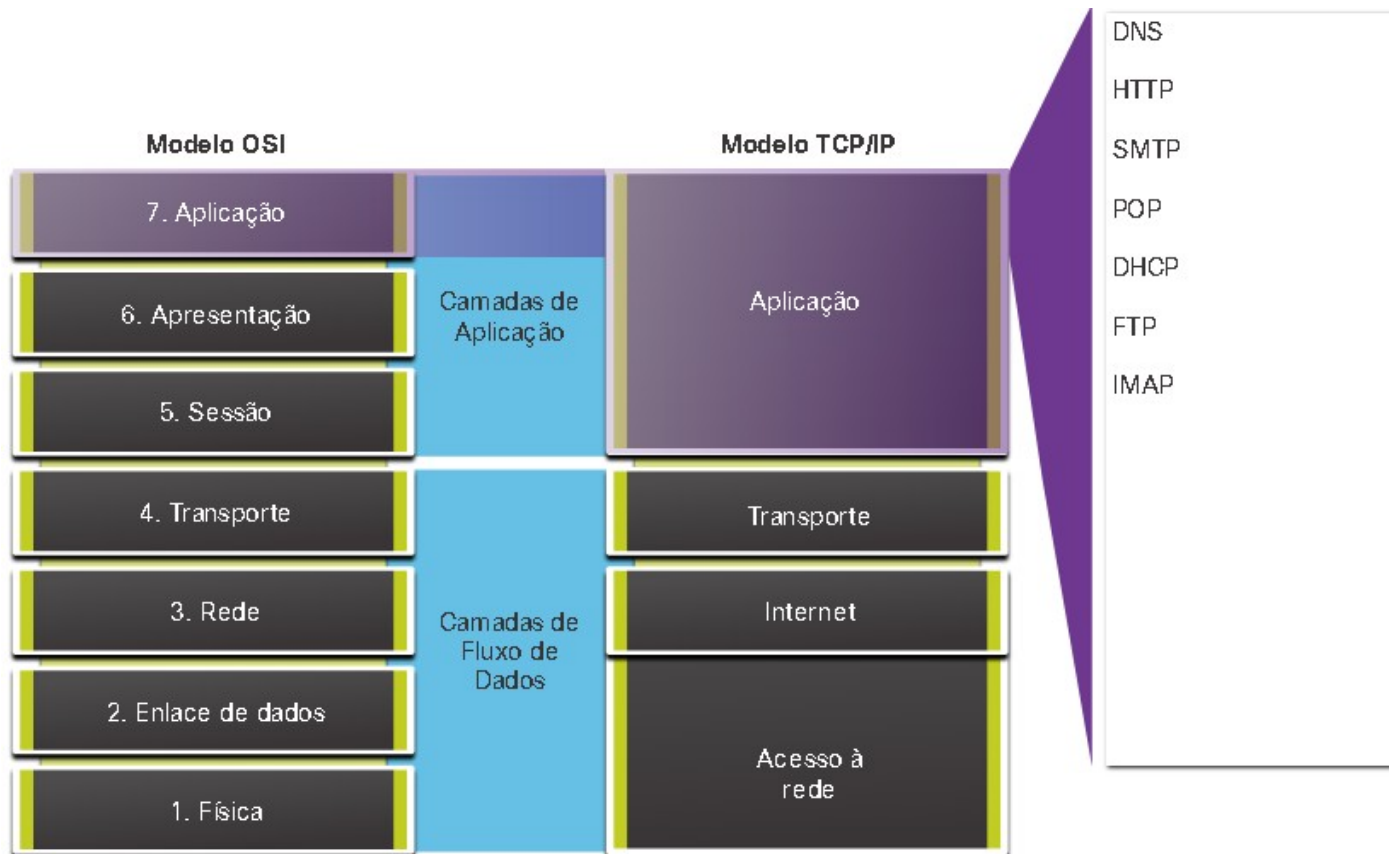 Modelo OSI
7. Aplicação
6. Apresentação
5. Sessão
4. Transporte
3. Rede
2. Enlace de dados
1. Física
Camadas de
Aplicação
Camadas de
Fluxo de
Dados
Modelo TCP/IP
Aplicação
Transporte
Internet
Acesso à
rede
DNS
HTTP
SMTP
POP
DHCP
FTP
IMAP